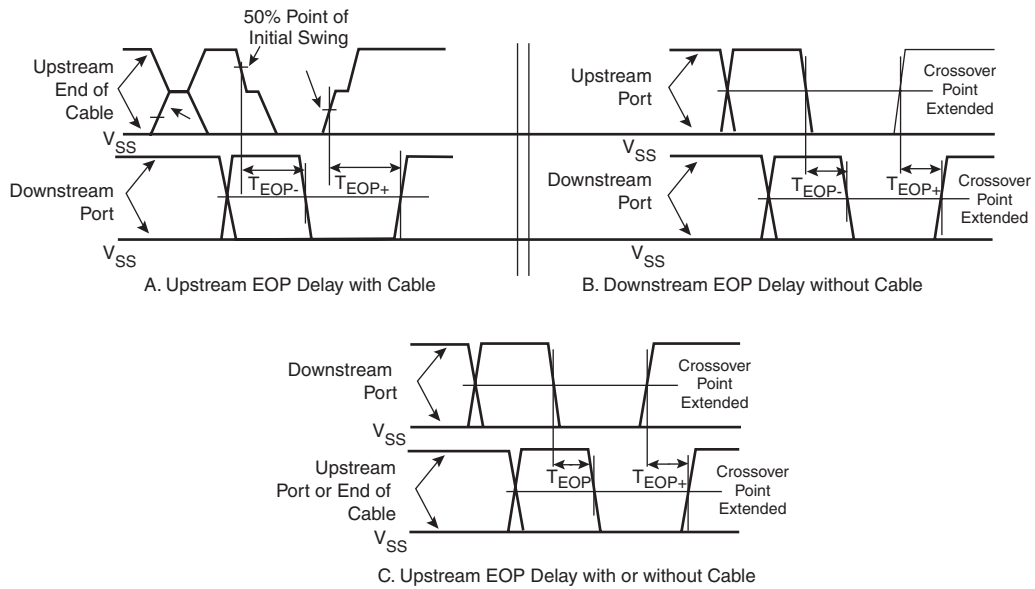 50% Point of
Initial Swing
Upstream
End of
Cable
VSS
Downstream
Port
TEOP-
TEOP+
VSS
A. Upstream EOP Delay with Cable
Upstream
Port
Crossover
Point
Extended
VSS
Downstream
Port
TEOP-
TEOP+
Crossover
Point
Extended
VSS
B. Downstream EOP Delay without Cable
Downstream
Port
Crossover
Point
Extended
VSS
Upstream
Port or End of
Cable
TEOP
TEOP+
Crossover
Point
Extended
VSS
C. Upstream EOP Delay with or without Cable